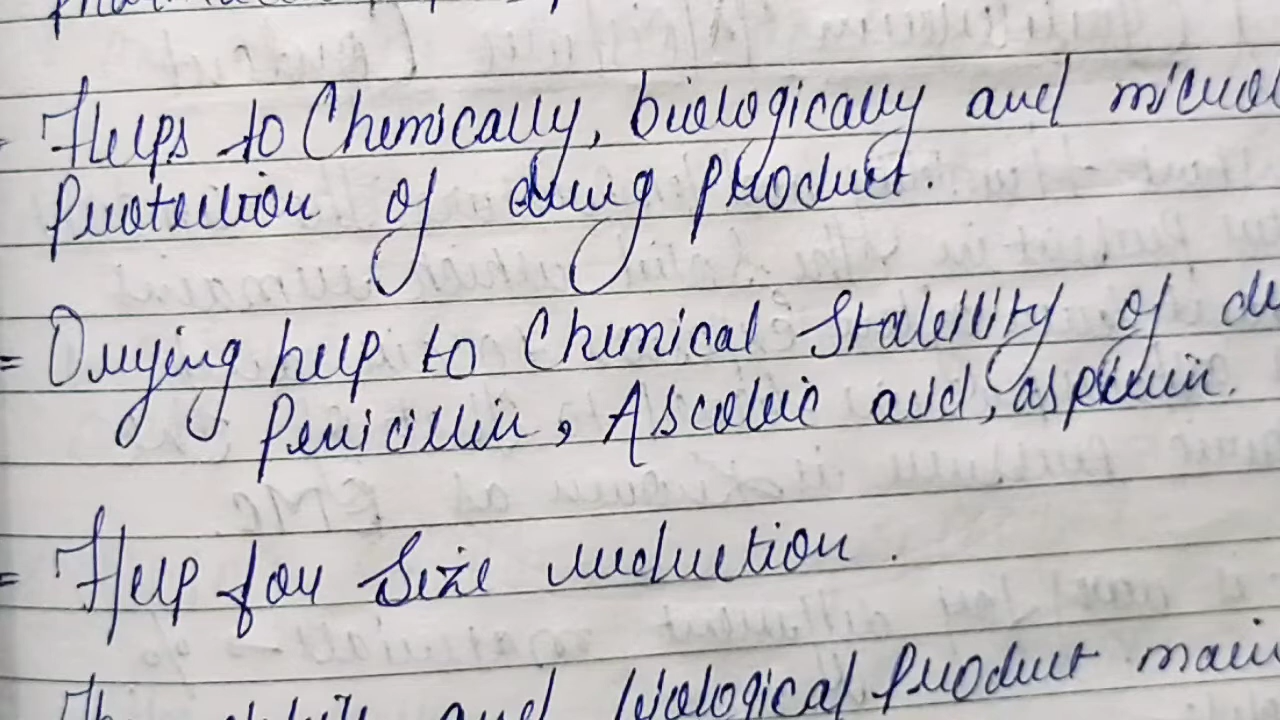 = Helps to Chemically, biologically and
Protection of drug product.
= Drying help to Chemical Stability of
Penicillin, Ascorbic acid, aspirin.
= Help for Size reduction.
and biological Product